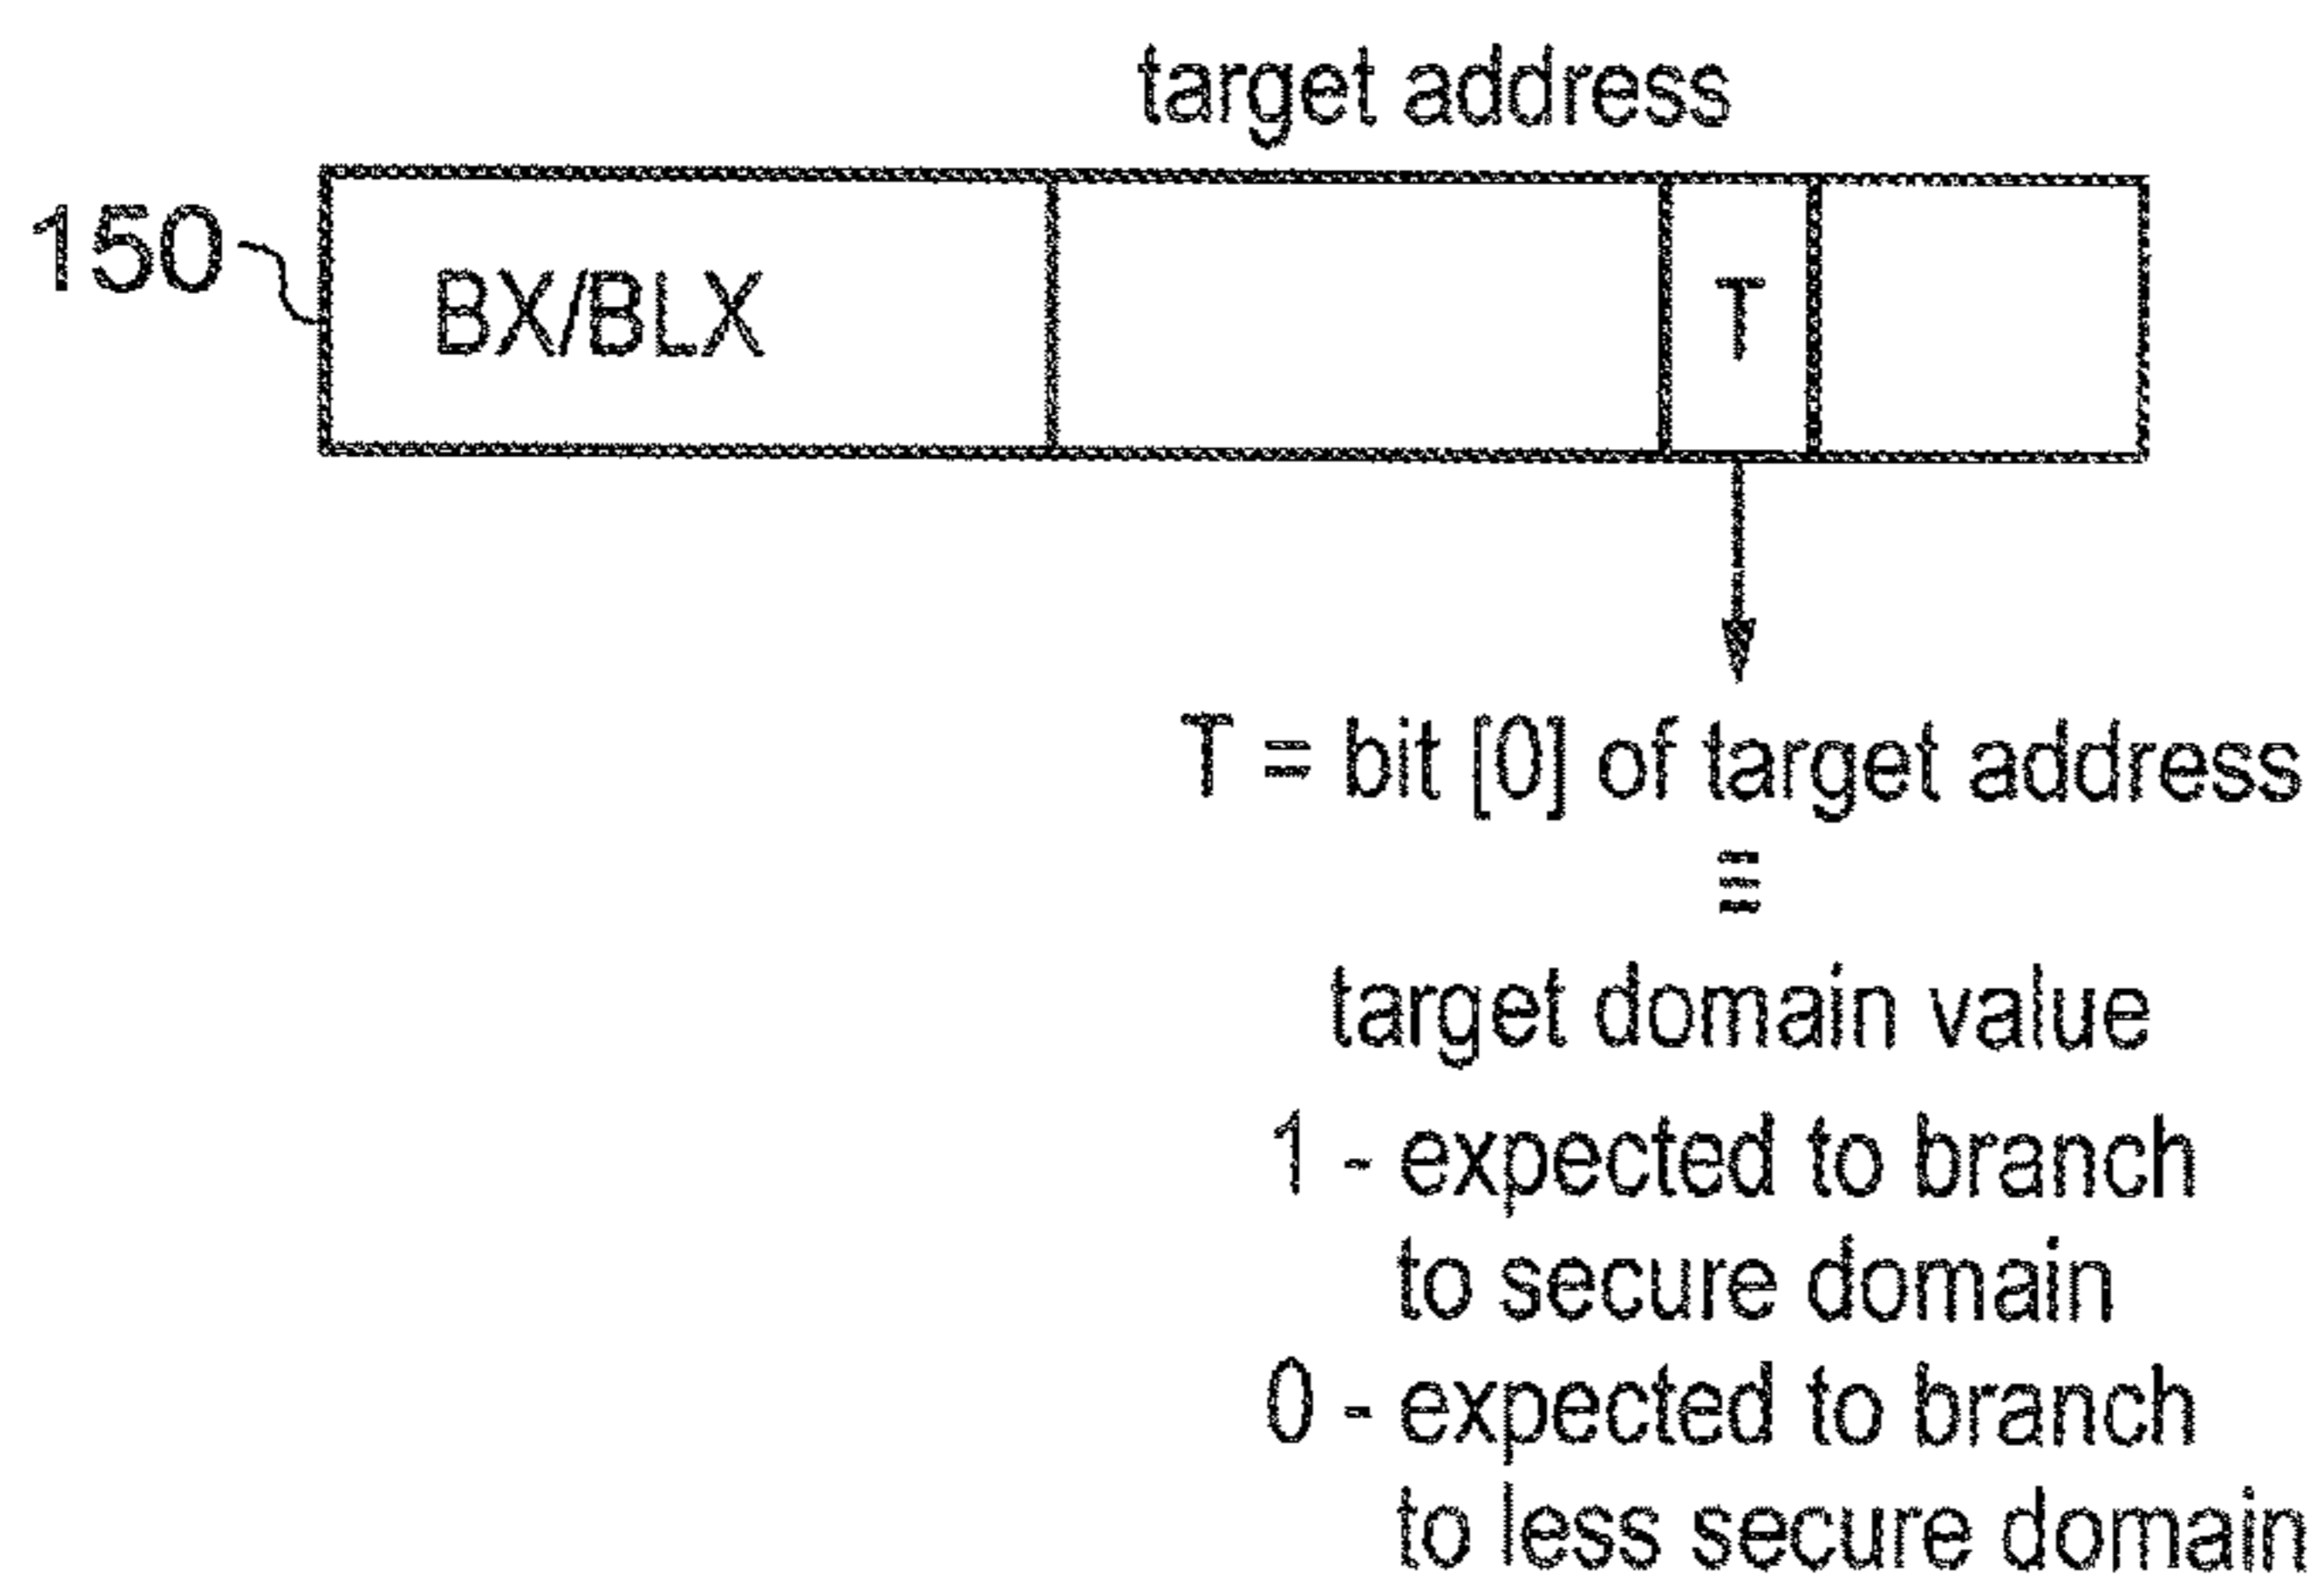 target address
150
BX/BLX
T
T = bit [0] of target address
≡
target domain value
1 - expected to branch
to secure domain
0 - expected to branch
to less secure domain